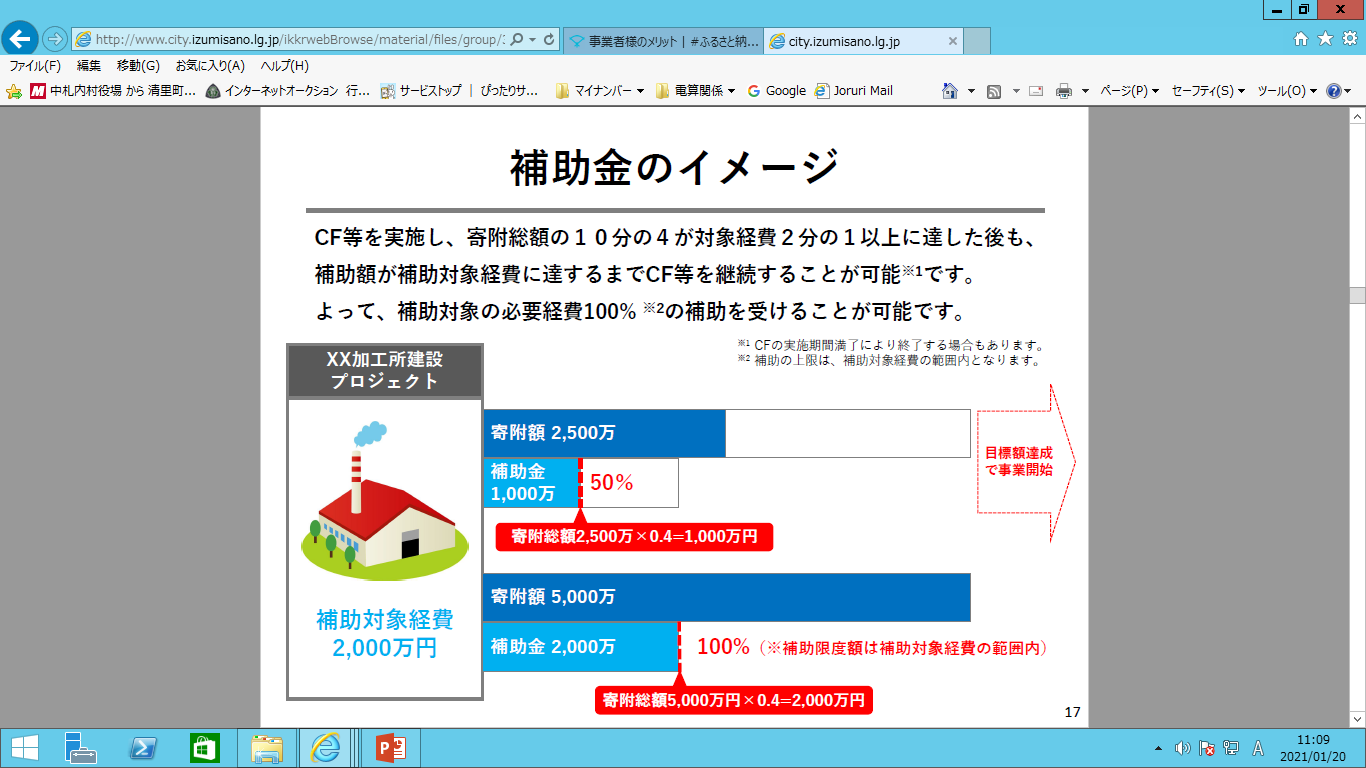 http://www.city.izumisano.lg.jp/ikkrwebBrowse/material/files/group/
事業者様のメリット | #ふるさと納...
city.izumisano.lg.jp
ファイル(F) 編集 移動(G) お気に入り(A) ヘルプ(H)
中札内村役場 から 清里町... インターネットオークション 行... サービストップ | ぴったりサ... マイナンバー 電算関係 Google Joruri Mail ページ(P) セーフティ(S) ツール(O)
補助金のイメージ
CF等を実施し、寄附総額の１０分の４が対象経費２分の１以上に達した後も、
補助額が補助対象経費に達するまでCF等を継続することが可能※1です。
よって、補助対象の必要経費100% ※2の補助を受けることが可能です。
※1 CFの実施期間満了により終了する場合もあります。
※2 補助の上限は、補助対象経費の範囲内となります。
XX加工所建設
プロジェクト
補助対象経費
2,000万円
寄附額 2,500万
補助金
1,000万
50%
寄附総額2,500万×0.4=1,000万円
目標額達成
で事業開始
寄附額 5,000万
補助金 2,000万
100%（※補助限度額は補助対象経費の範囲内）
寄附総額5,000万円×0.4=2,000万円
17
A
11:09
2021/01/20